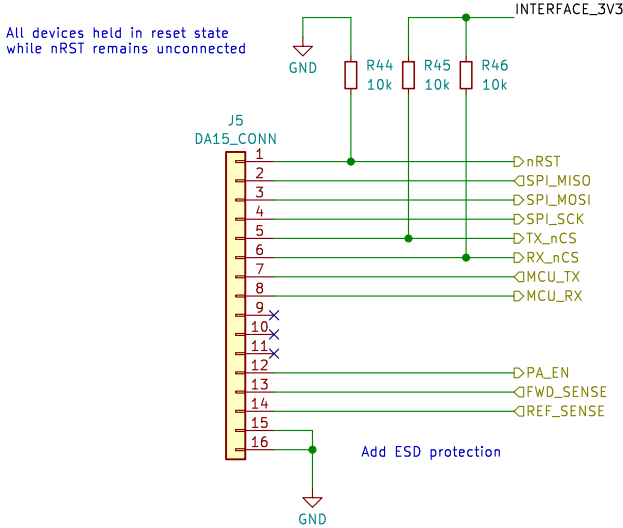 INTERFACE_3V3
All devices held in reset state
while nRST remains unconnected
GND
R44
10k
R45
10k
R46
10k
J5
DA15_CONN
1 nRST
2 SPI_MISO
3 SPI_MOSI
4 SPI_SCK
5 TX_nCS
6 RX_nCS
7 MCU_TX
8 MCU_RX
9
10
11
12 PA_EN
13 FWD_SENSE
14 REF_SENSE
15
16
Add ESD protection
GND